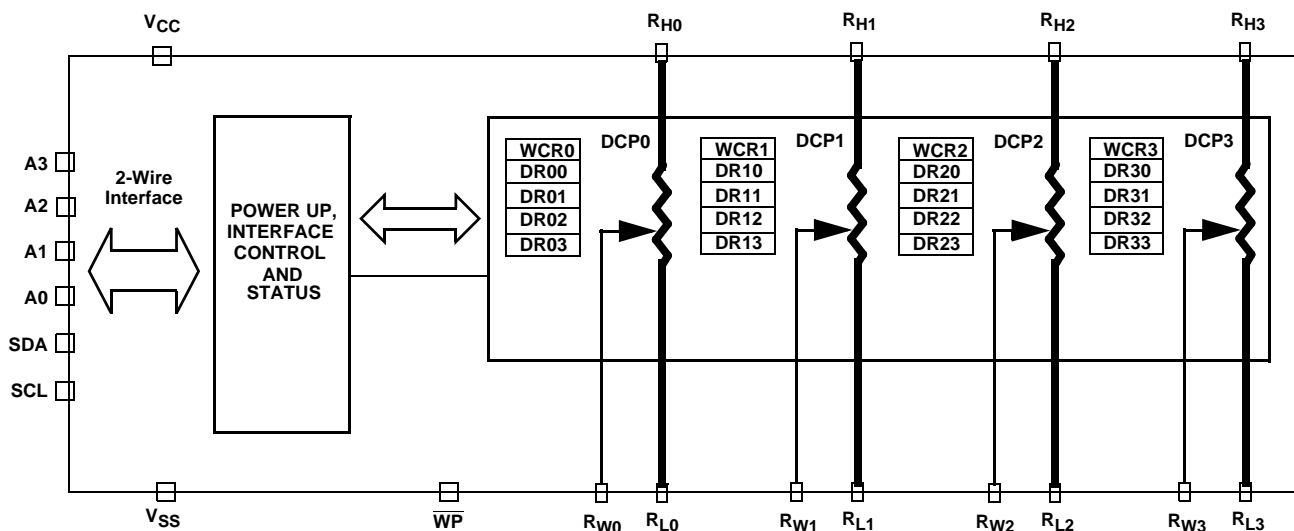 VCC
RH0
RH1
RH2
RH3
A3
A2
A1
A0
SDA
SCL
2-Wire
Interface
POWER UP,
INTERFACE
CONTROL
AND
STATUS
WCR0
DR00
DR01
DR02
DR03
DCP0
WCR1
DR10
DR11
DR12
DR13
DCP1
WCR2
DR20
DR21
DR22
DR23
DCP2
WCR3
DR30
DR31
DR32
DR33
DCP3
VSS
WP
RW0
RL0
RW1
RL1
RW2
RL2
RW3
RL3